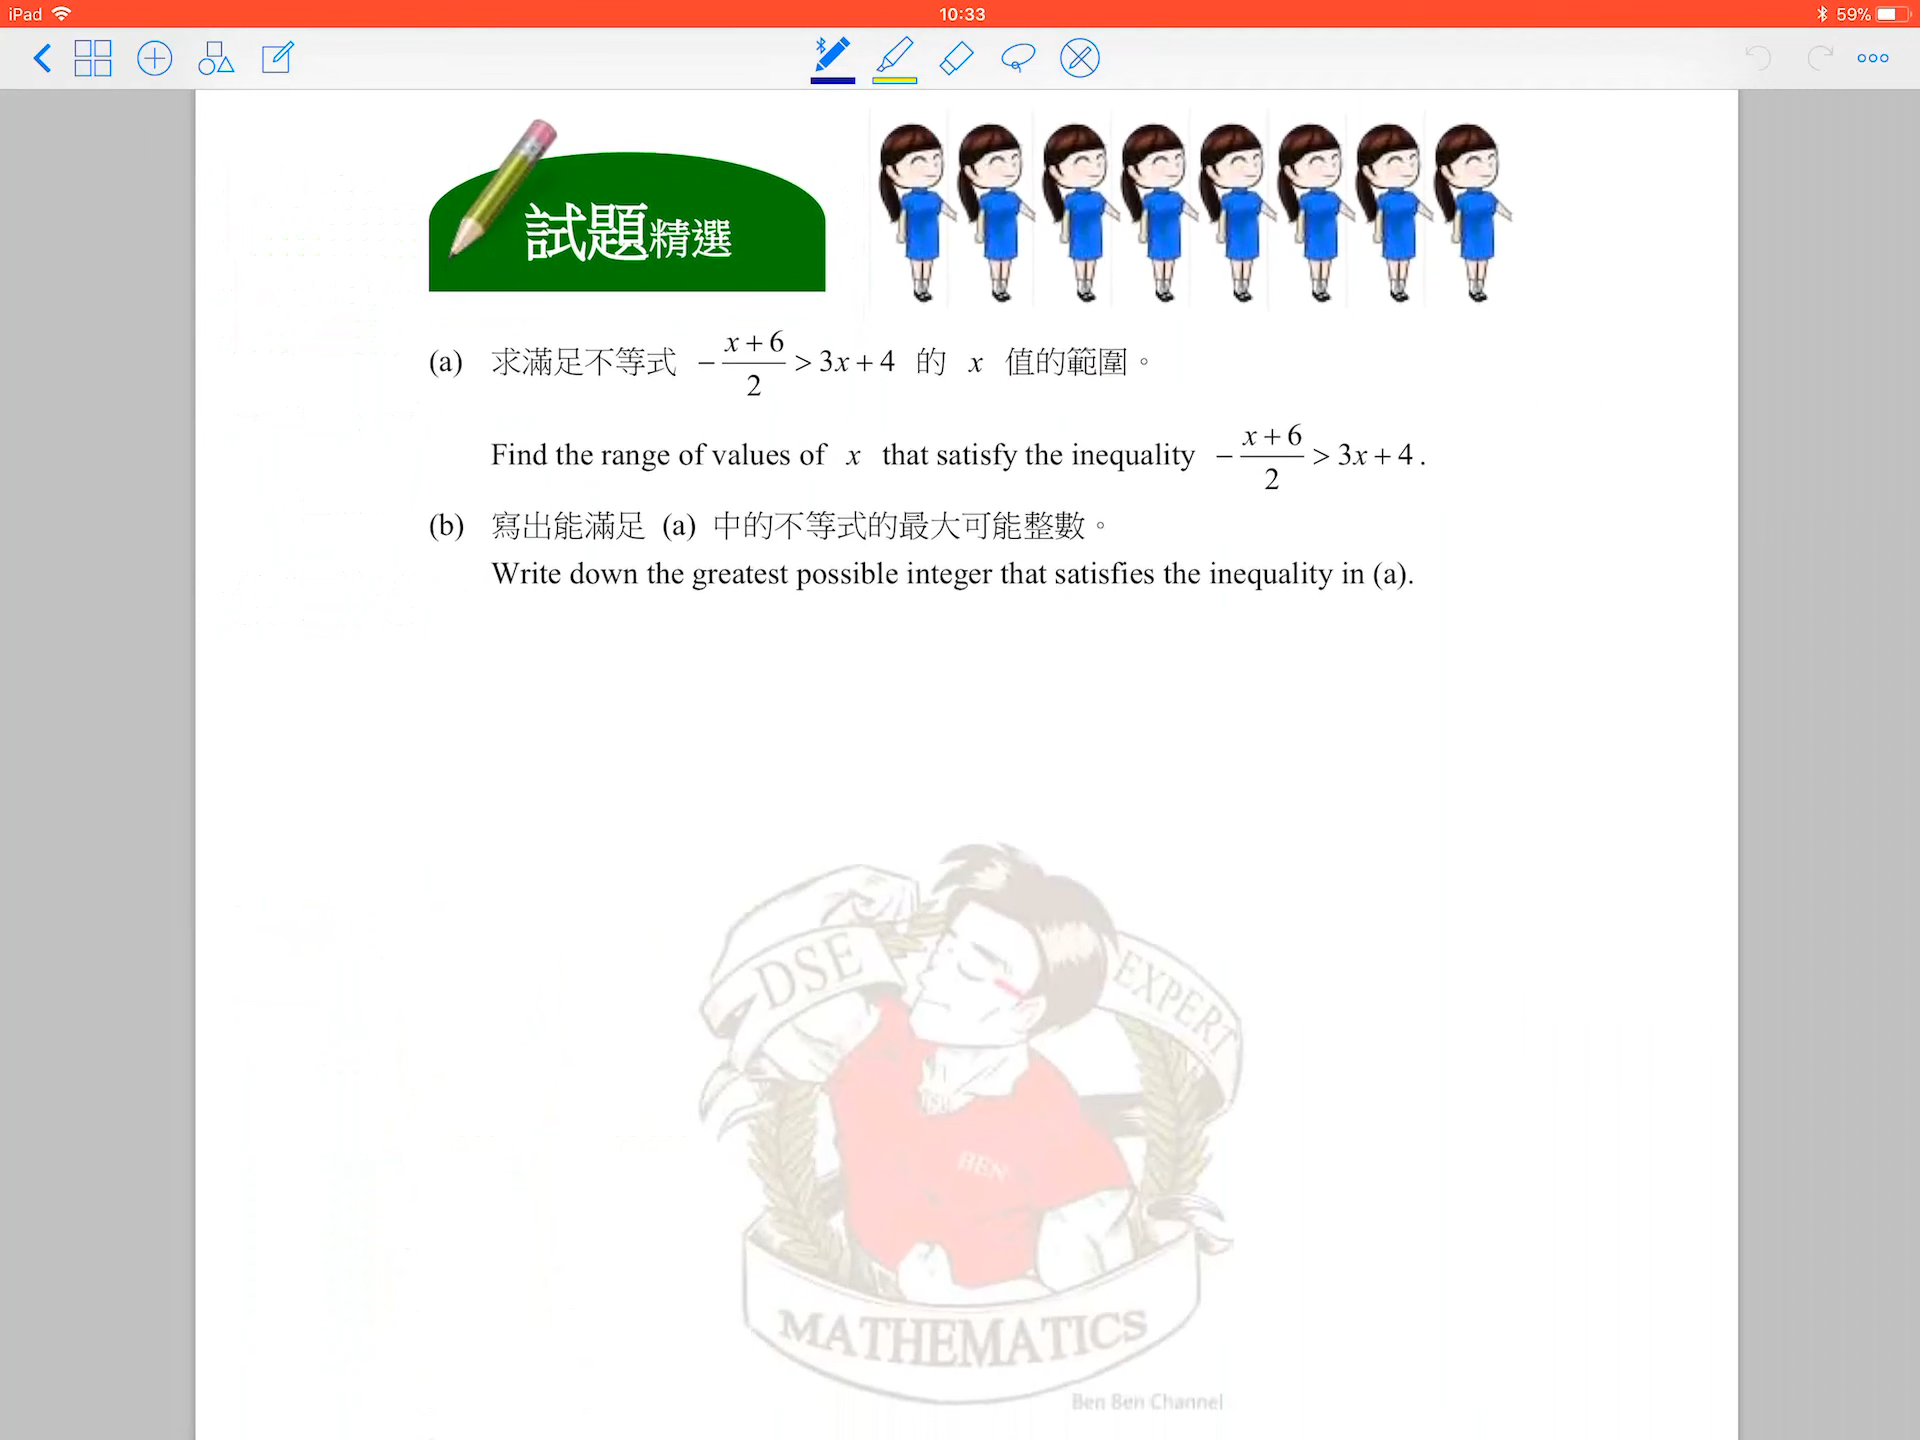 iPad
10:33
59%
試題精選
(a) 求滿足不等式 −(x+6)/2 > 3x+4 的 x 值的範圍。
Find the range of values of x that satisfy the inequality −(x+6)/2 > 3x+4.
(b) 寫出能滿足 (a) 中的不等式的最大可能整數。
Write down the greatest possible integer that satisfies the inequality in (a).
DSE
EXPERT
BEN
MATHEMATICS
Ben Ben Channel